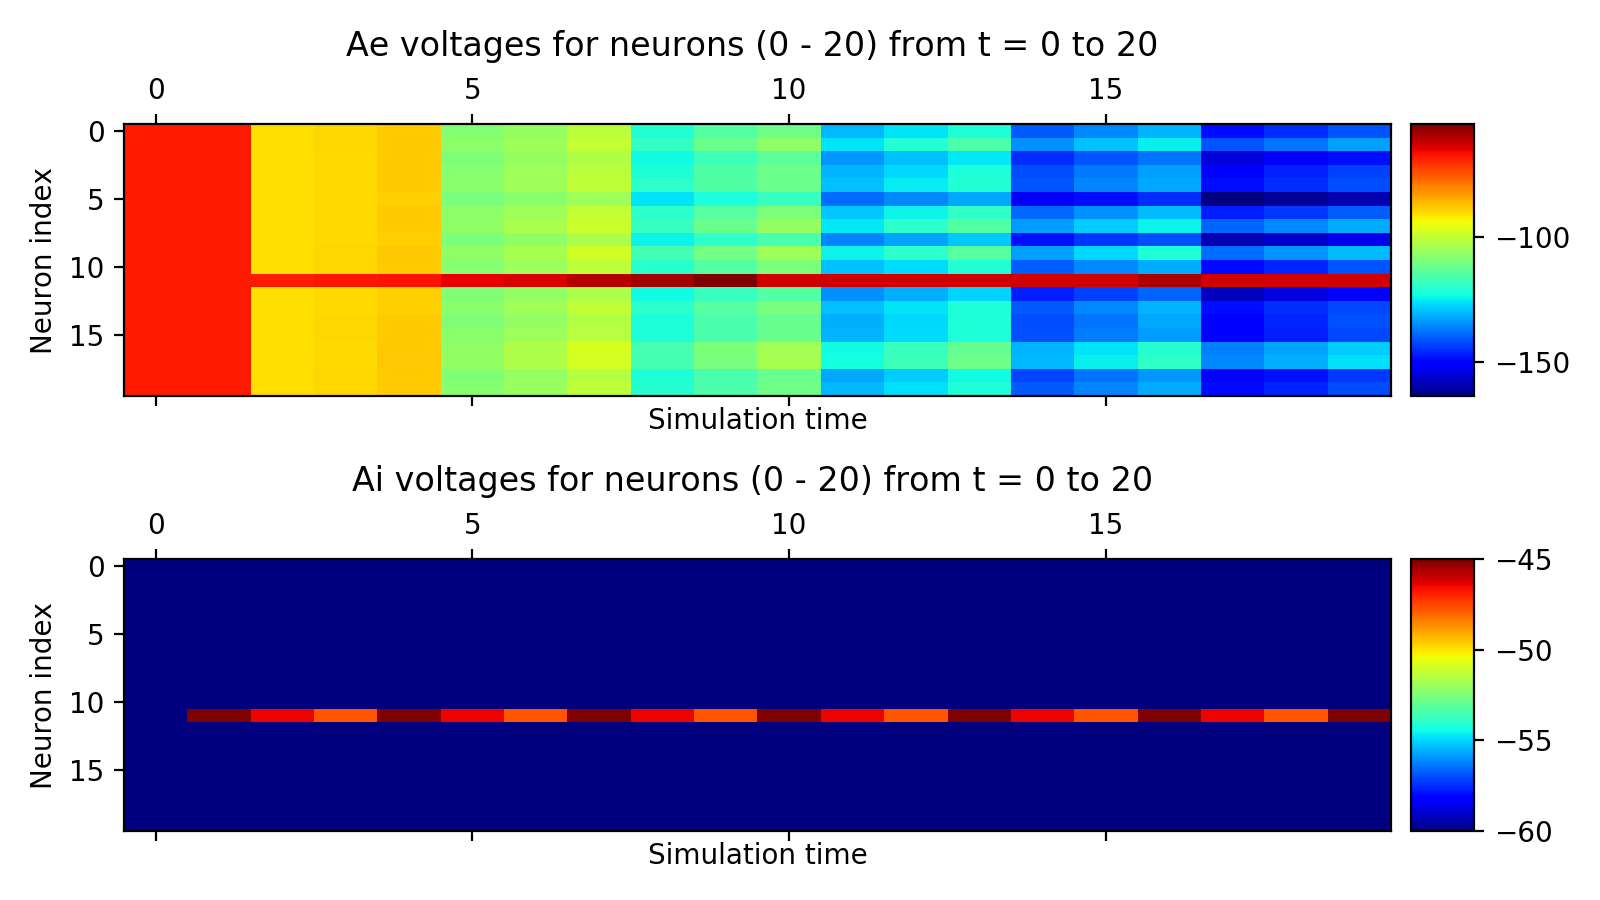 Ae voltages for neurons (0 - 20) from t = 0 to 20
0 5 10 15
Neuron index
0
5
10
15
Simulation time
−100
−150
Ai voltages for neurons (0 - 20) from t = 0 to 20
0 5 10 15
Neuron index
0
5
10
15
Simulation time
−45
−50
−55
−60